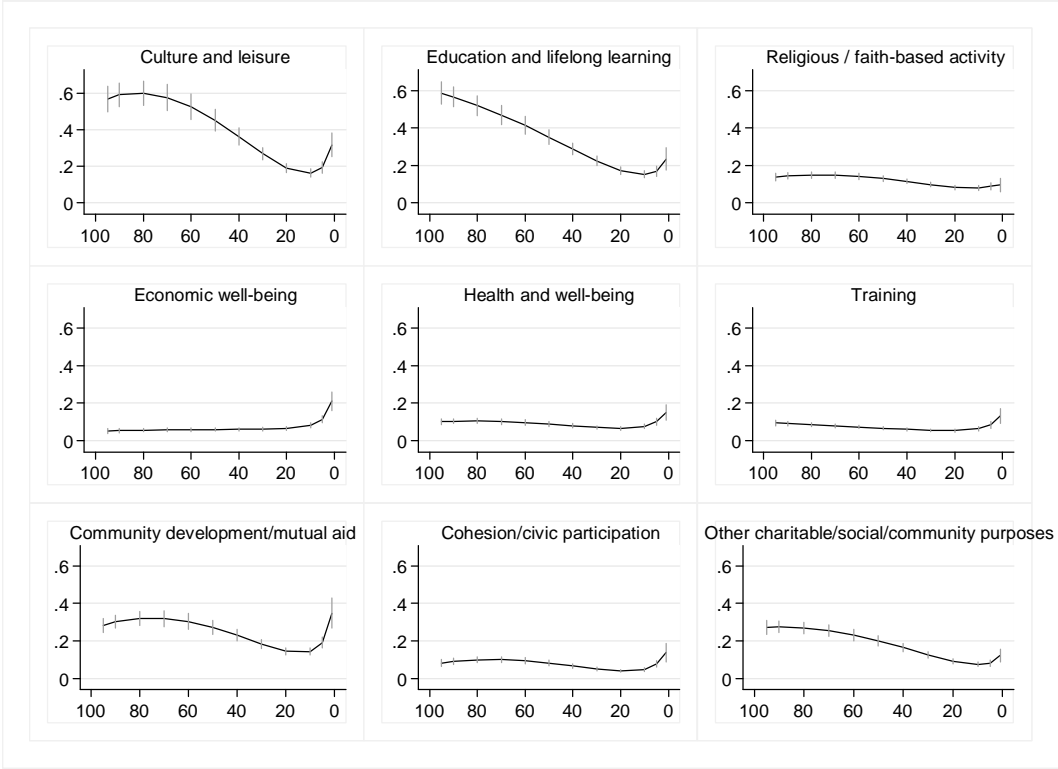 Culture and leisure
.6
.4
.2
0
100 80 60 40 20 0
Education and lifelong learning
.6
.4
.2
0
100 80 60 40 20 0
Religious / faith-based activity
.6
.4
.2
0
100 80 60 40 20 0
Economic well-being
.6
.4
.2
0
100 80 60 40 20 0
Health and well-being
.6
.4
.2
0
100 80 60 40 20 0
Training
.6
.4
.2
0
100 80 60 40 20 0
Community development/mutual aid
.6
.4
.2
0
100 80 60 40 20 0
Cohesion/civic participation
.6
.4
.2
0
100 80 60 40 20 0
Other charitable/social/community purposes
.6
.4
.2
0
100 80 60 40 20 0